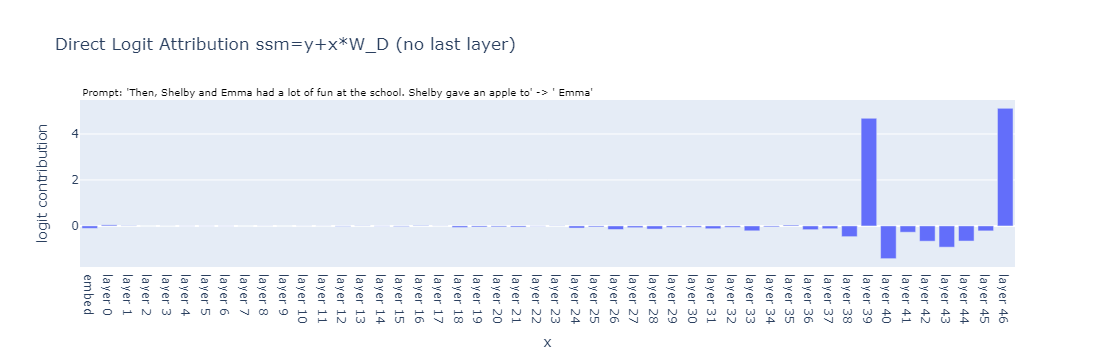 Direct Logit Attribution ssm=y+x*W_D (no last layer)
Prompt: 'Then, Shelby and Emma had a lot of fun at the school. Shelby gave an apple to' -> ' Emma'
logit contribution
4
2
0
embed
layer 0
layer 1
layer 2
layer 3
layer 4
layer 5
layer 6
layer 7
layer 8
layer 9
layer 10
layer 11
layer 12
layer 13
layer 14
layer 15
layer 16
layer 17
layer 18
layer 19
layer 20
layer 21
layer 22
layer 23
layer 24
layer 25
layer 26
layer 27
layer 28
layer 29
layer 30
layer 31
layer 32
layer 33
layer 34
layer 35
layer 36
layer 37
layer 38
layer 39
layer 40
layer 41
layer 42
layer 43
layer 44
layer 45
layer 46
x